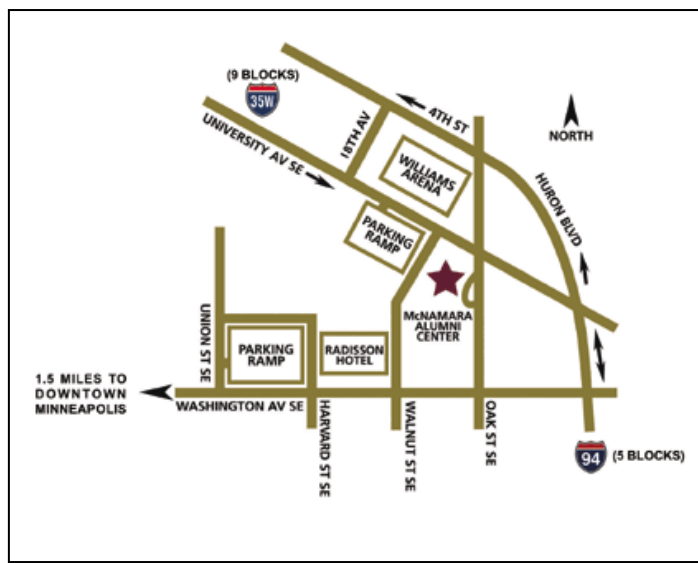 (9 BLOCKS)
35W
4TH ST
18TH AV
NORTH
UNIVERSITY AV SE
WILLIAMS
ARENA
HURON BLVD
PARKING
RAMP
McNAMARA
ALUMNI
CENTER
UNION ST SE
PARKING
RAMP
RADISSON
HOTEL
1.5 MILES TO
DOWNTOWN
MINNEAPOLIS
WASHINGTON AV SE
HARVARD ST SE
WALNUT ST SE
OAK ST SE
94
(5 BLOCKS)